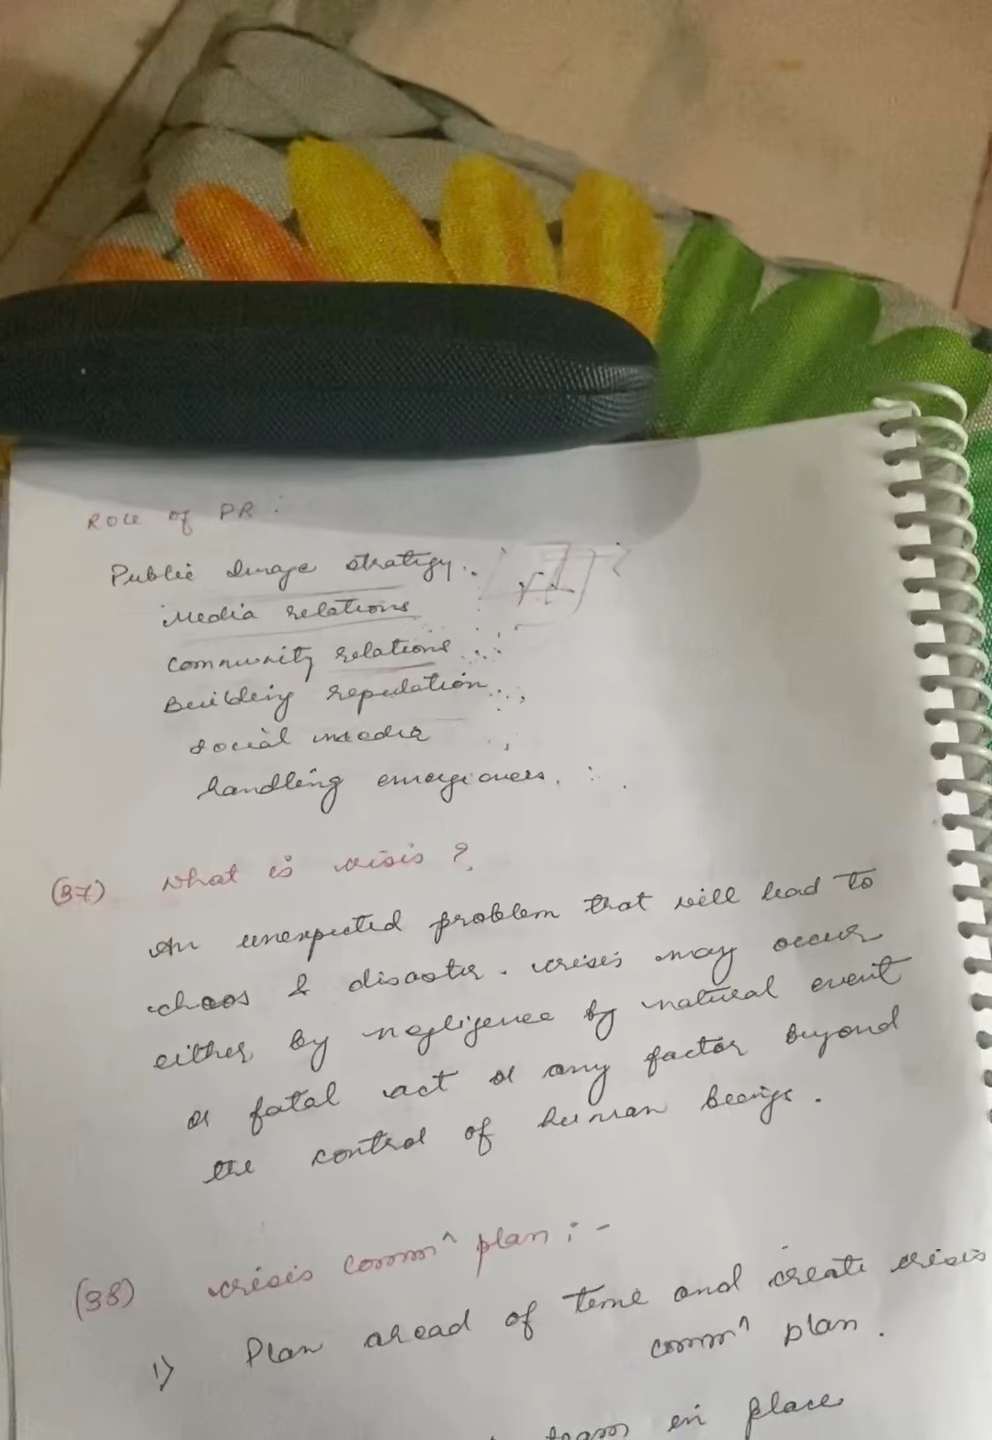 Role of PR :
Public Image strategy.
Media relations
Community relations
Building reputation
Social media
handling
(37) What is crisis ?
An unexpected problem that will lead to
chaos & disaster. crisis may occur
either by negligence by natural event
or fatal act or any factor beyond
the control of human beings.
(38) crisis commⁿ plan :-
1) Plan ahead of time and create crisis
commⁿ plan.
team in place